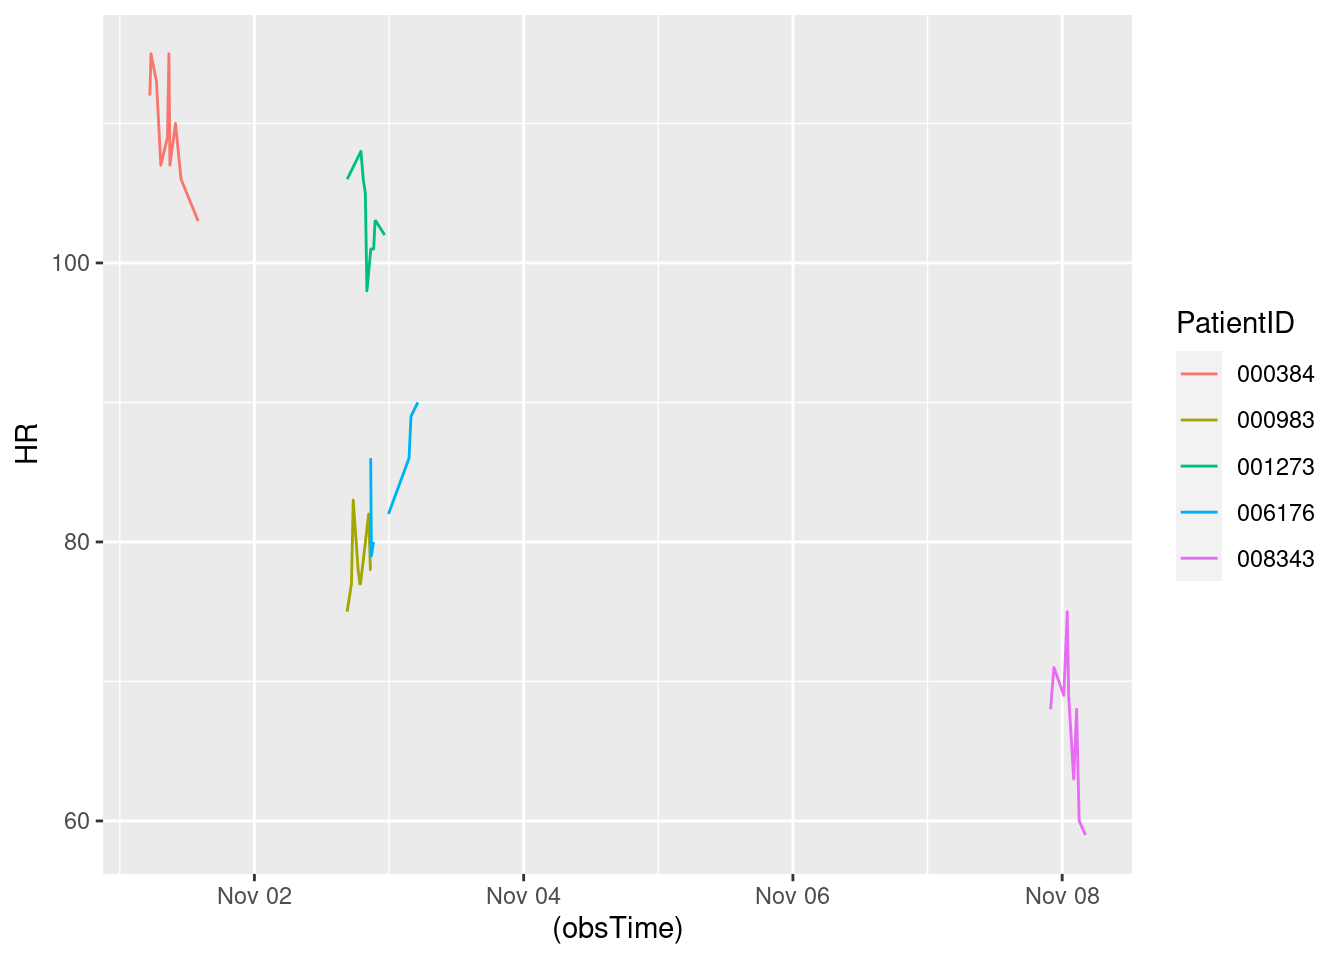 HR
100
80
60
Nov 02
Nov 04
Nov 06
Nov 08
(obsTime)
PatientID
000384
000983
001273
006176
008343